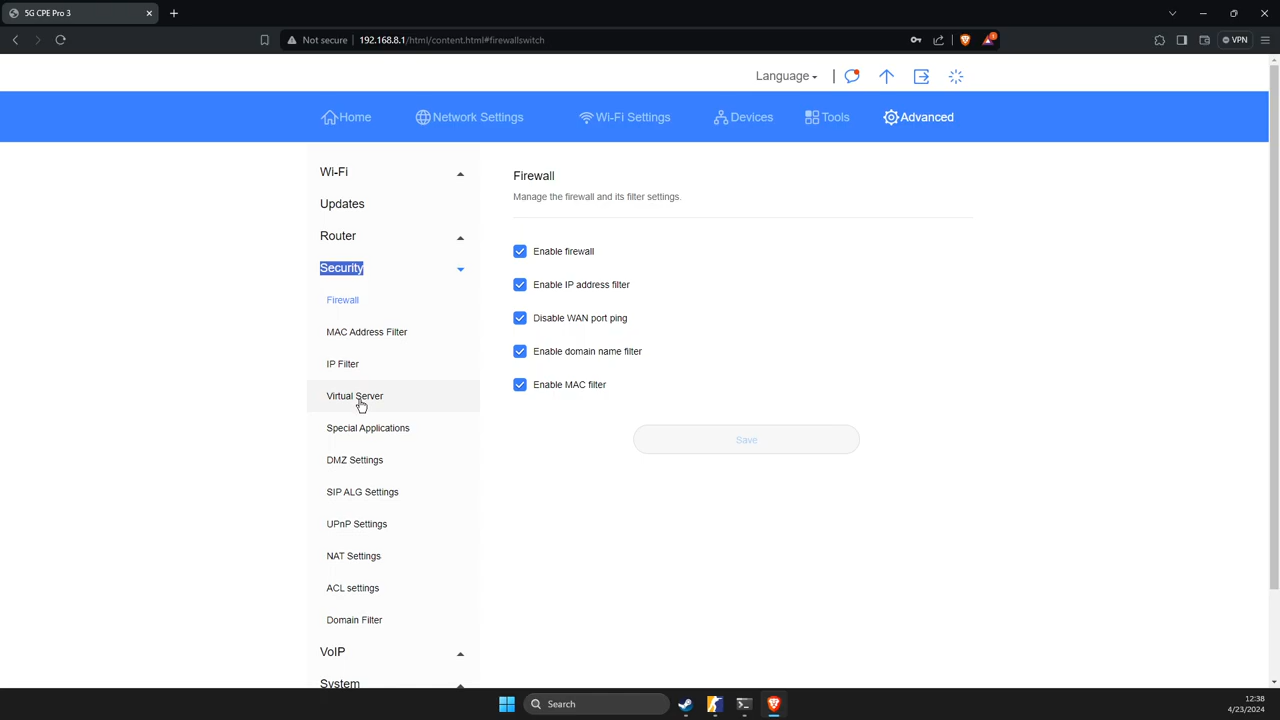 5G CPE Pro 3
Not secure
192.168.8.1/html/content.html#firewallswitch
1
VPN
Language
Home
Network Settings
Wi-Fi Settings
Devices
Tools
Advanced
Wi-Fi
Updates
Router
Security
Firewall
MAC Address Filter
IP Filter
Virtual Server
Special Applications
DMZ Settings
SIP ALG Settings
UPnP Settings
NAT Settings
ACL settings
Domain Filter
VoIP
System
Firewall
Manage the firewall and its filter settings.
Enable firewall
Enable IP address filter
Disable WAN port ping
Enable domain name filter
Enable MAC filter
Save
Search
12:38
4/23/2024